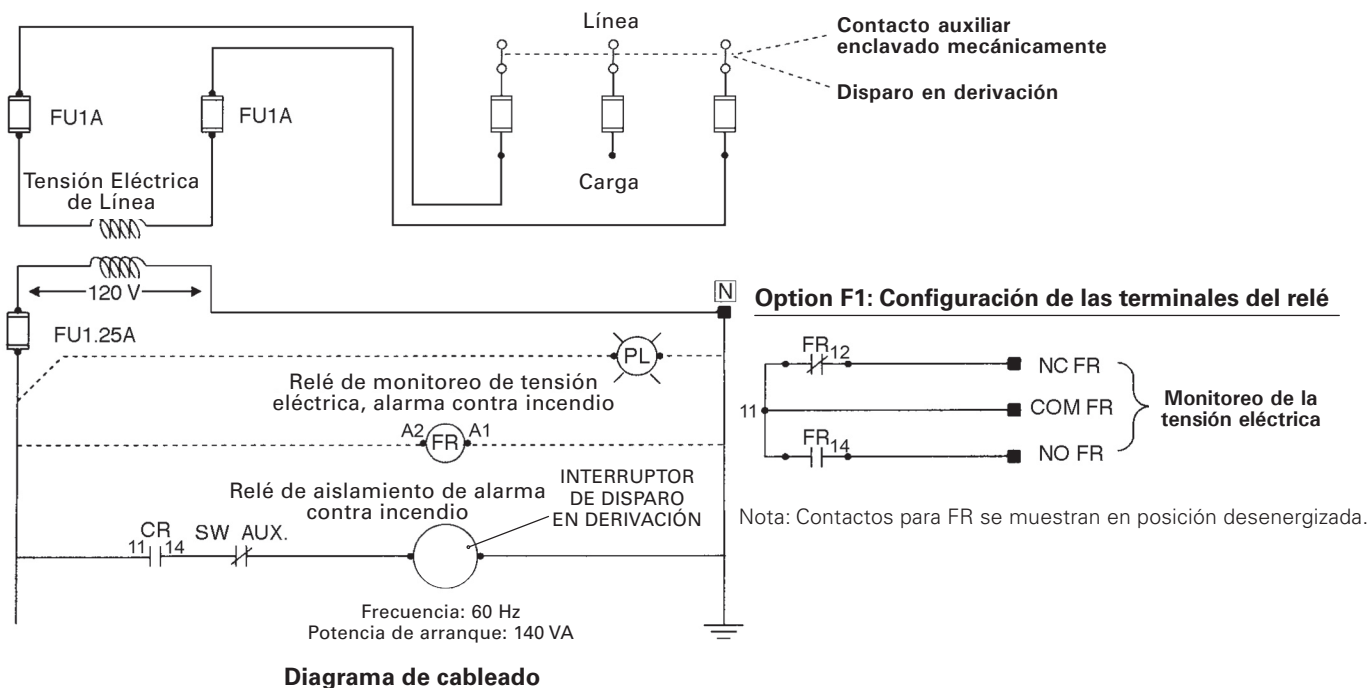 Línea
Contacto auxiliar
enclavado mecánicamente
Disparo en derivación
FU1A
FU1A
Tensión Eléctrica
de Línea
Carga
120 V
N
FU1.25A
PL
Relé de monitoreo de tensión
eléctrica, alarma contra incendio
A2 FR A1
Relé de aislamiento de alarma
contra incendio
INTERRUPTOR
DE DISPARO
EN DERIVACIÓN
CR
11 14
SW AUX.
Frecuencia: 60 Hz
Potencia de arranque: 140 VA
Diagrama de cableado
Option F1: Configuración de las terminales del relé
FR12
NC FR
11
COM FR
FR14
NO FR
Monitoreo de la
tensión eléctrica
Nota: Contactos para FR se muestran en posición desenergizada.